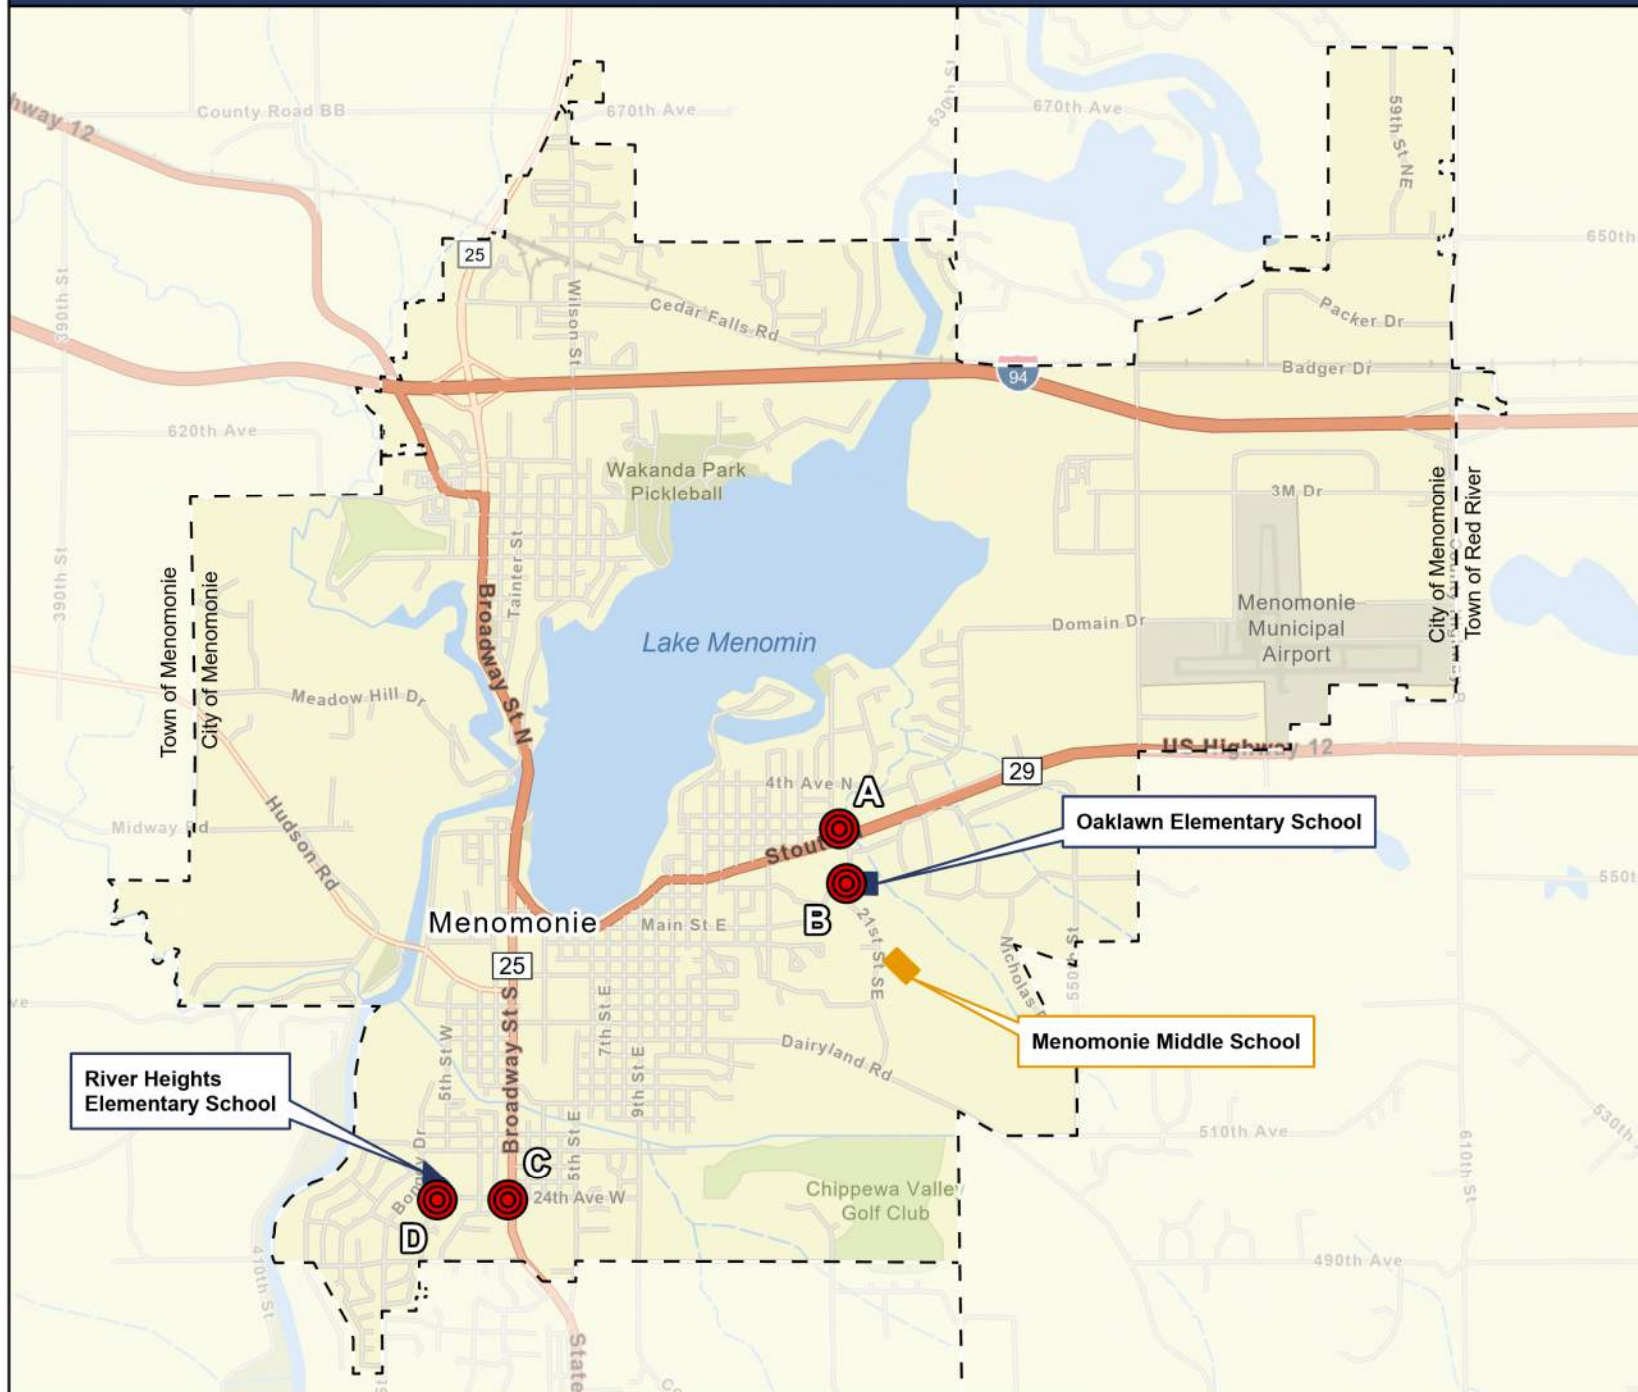 County Road BB
670th Ave
530th St
670th Ave
59th St NE
hway 12
650th
25
Wilson St
Cedar Falls Rd
Packer Dr
390th St
Badger Dr
94
620th Ave
Wakanda Park
Pickleball
3M Dr
City of Menomonie
Town of Red River
Tainter St
390th St
Town of Menomonie
City of Menomonie
Broadway St N
Lake Menomin
Domain Dr
Menomonie
Municipal
Airport
Meadow Hill Dr
US Highway 12
29
4th Ave N
A
Oaklawn Elementary School
Midway Rd
Hudson Rd
Stout
550t
B
Menomonie
Main St E
21st St SE
Nicholas
550th St
25
ve
7th St E
Broadway St S
5th St W
9th St E
Dairyland Rd
Menomonie Middle School
River Heights
Elementary School
530th
510th Ave
610th St
5th St E
C
24th Ave W
Chippewa Valley
Golf Club
D
410th St
490th Ave
State